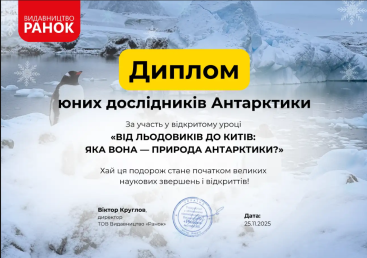 ВИДАВНИЦТВО
РАНОК
Диплом
юних дослідників Антарктики
За участь у відкритому уроці
«ВІД ЛЬОДОВИКІВ ДО КИТІВ:
ЯКА ВОНА — ПРИРОДА АНТАРКТИКИ?»
Хай ця подорож стане початком великих
наукових звершень і відкриттів!
Віктор Круглов,
директор
ТОВ Видавництво «Ранок»
Дата:
25.11.2025